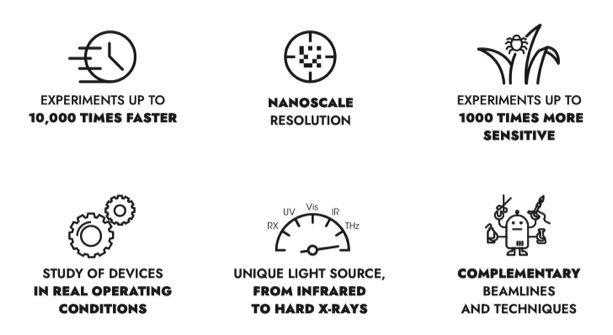 EXPERIMENTS UP TO
10,000 TIMES FASTER
NANOSCALE
RESOLUTION
EXPERIMENTS UP TO
1000 TIMES MORE
SENSITIVE
STUDY OF DEVICES
IN REAL OPERATING
CONDITIONS
RX UV Vis IR THz
UNIQUE LIGHT SOURCE,
FROM INFRARED
TO HARD X-RAYS
COMPLEMENTARY
BEAMLINES
AND TECHNIQUES